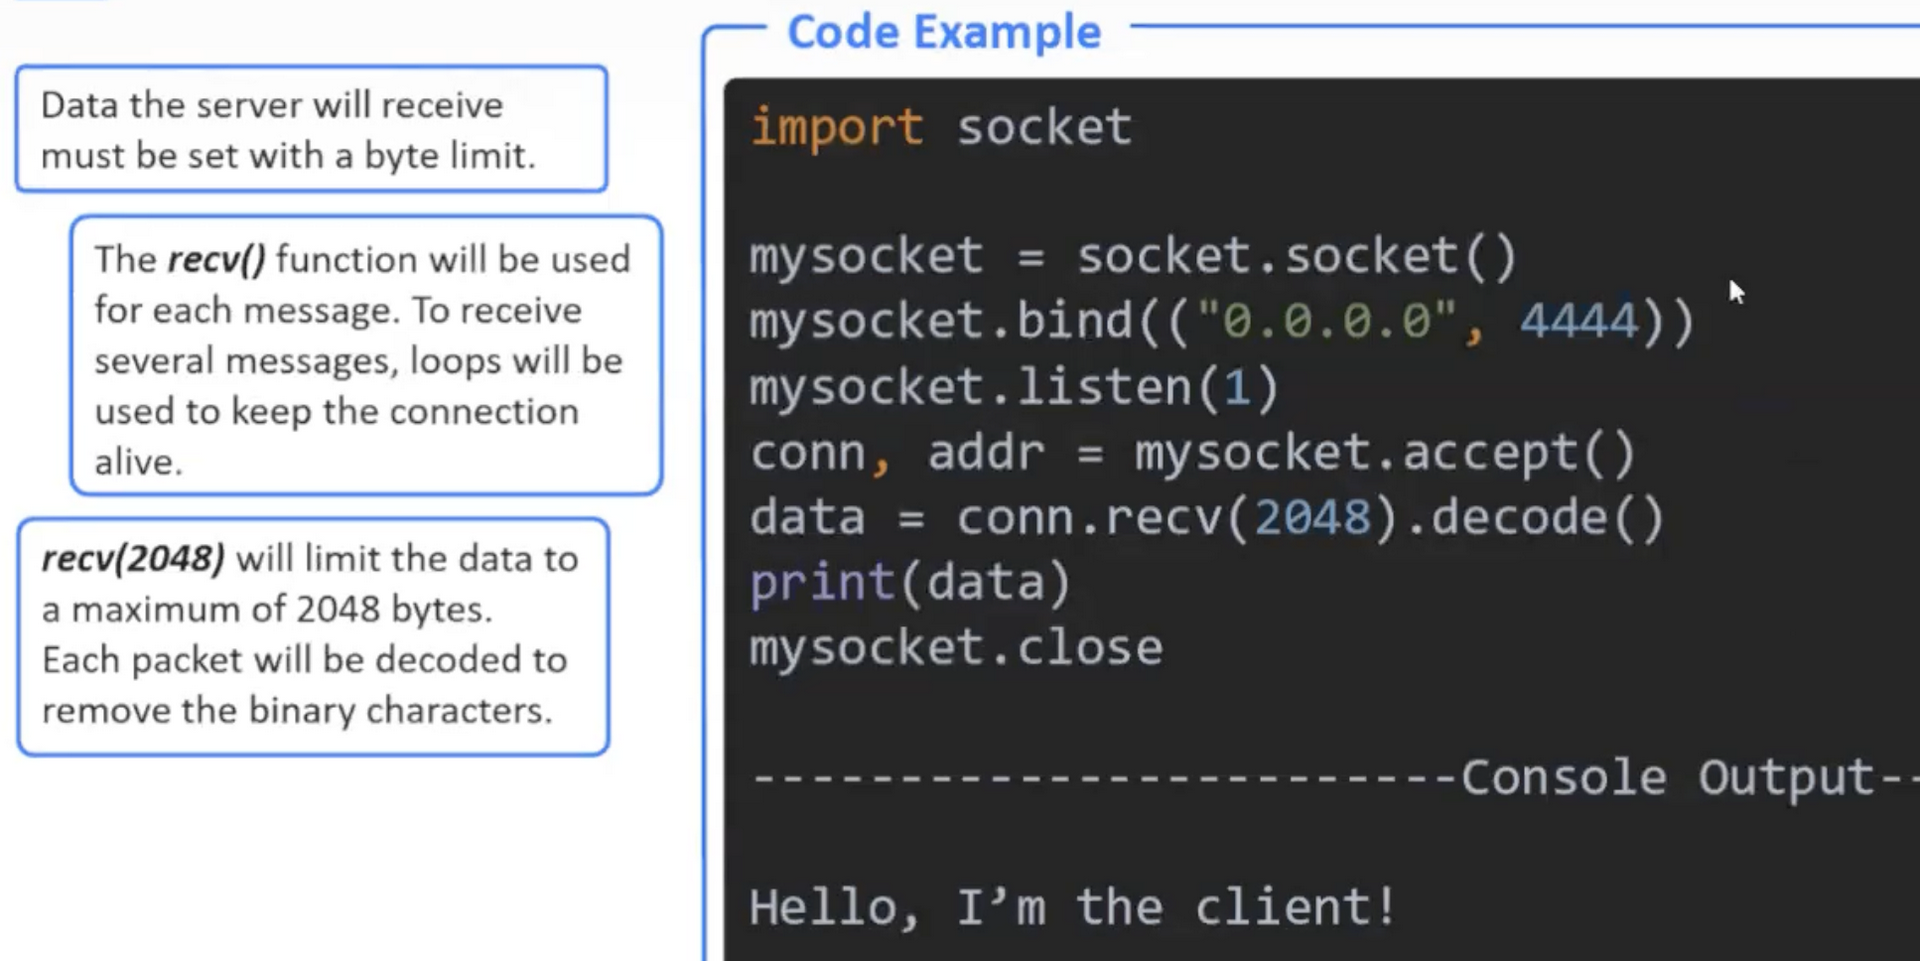 Code Example
Data the server will receive
must be set with a byte limit.
The recv() function will be used
for each message. To receive
several messages, loops will be
used to keep the connection
alive.
recv(2048) will limit the data to
a maximum of 2048 bytes.
Each packet will be decoded to
remove the binary characters.
import socket
mysocket = socket.socket()
mysocket.bind(("0.0.0.0", 4444))
mysocket.listen(1)
conn, addr = mysocket.accept()
data = conn.recv(2048).decode()
print(data)
mysocket.close
------------------------Console Output--
Hello, I’m the client!